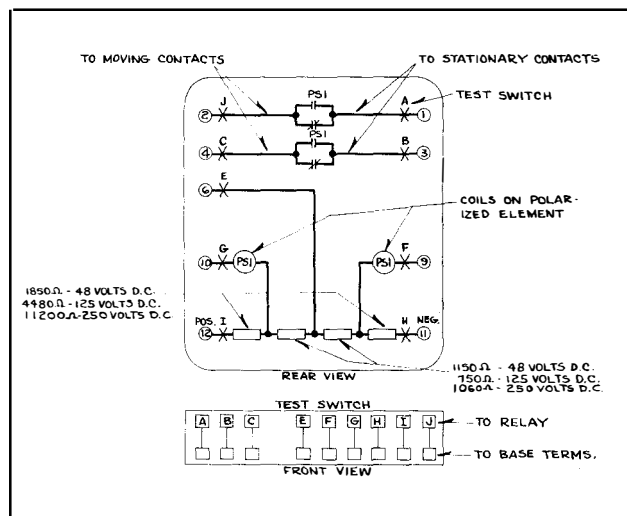 TO MOVING CONTACTS
TO STATIONARY CONTACTS
PS1
J
A
TEST SWITCH
2
1
PS1
C
B
4
3
E
6
COILS ON POLAR-
IZED ELEMENT
G
F
10
PS1
PS1
9
1850Ω - 48 VOLTS D.C.
4480Ω - 125 VOLTS D.C.
11200Ω - 250 VOLTS D.C.
POS. I
H NEG.
12
11
REAR VIEW
1150Ω - 48 VOLTS D.C.
750Ω - 125 VOLTS D.C.
1060Ω - 250 VOLTS D.C.
TEST SWITCH
A B C E F G H I J
TO RELAY
TO BASE TERMS.
FRONT VIEW